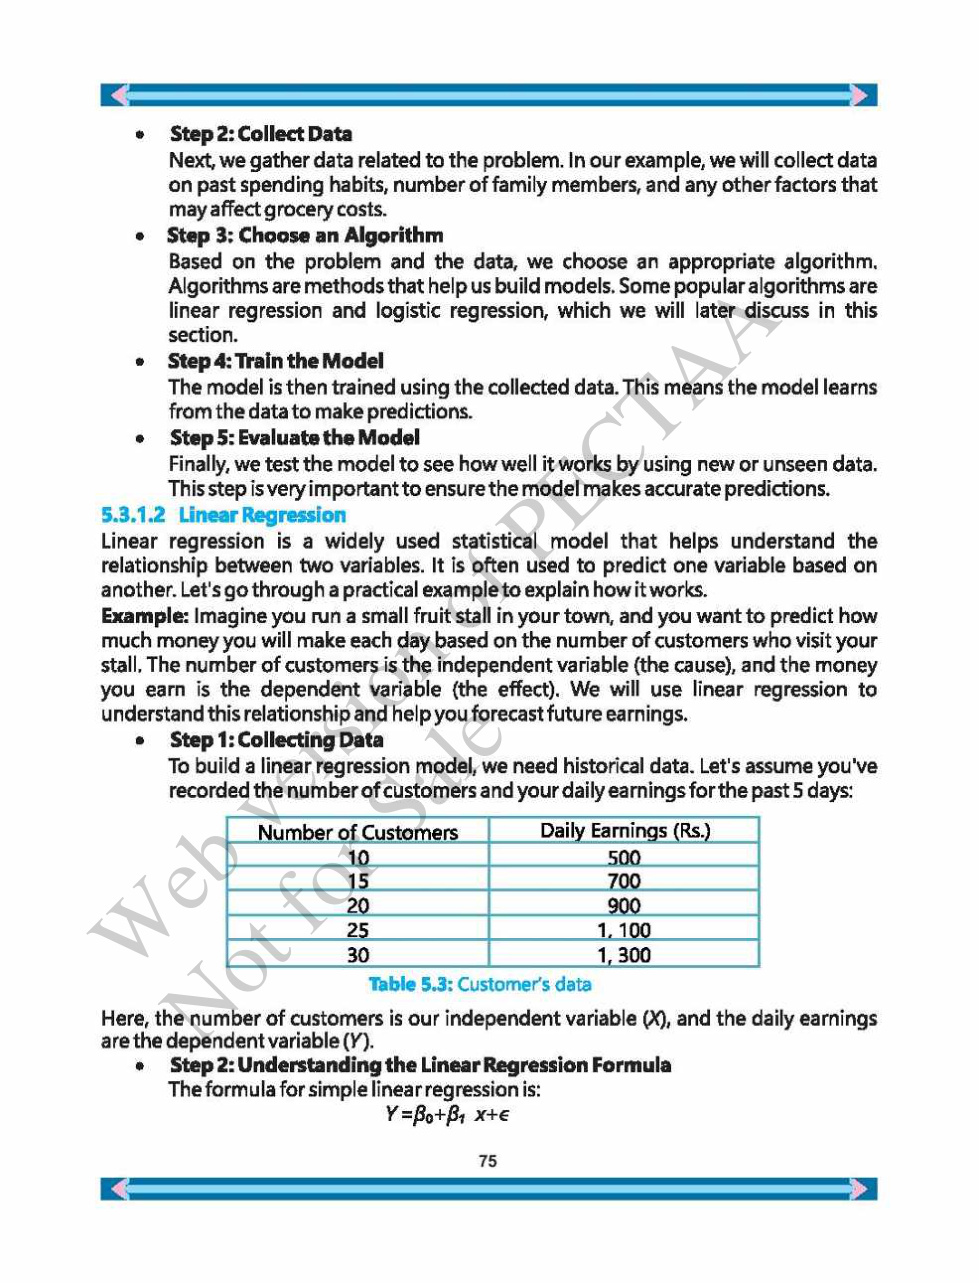 • Step 2: Collect Data
Next, we gather data related to the problem. In our example, we will collect data
on past spending habits, number of family members, and any other factors that
may affect grocery costs.
• Step 3: Choose an Algorithm
Based on the problem and the data, we choose an appropriate algorithm.
Algorithms are methods that help us build models. Some popular algorithms are
linear regression and logistic regression, which we will later discuss in this
section.
• Step 4: Train the Model
The model is then trained using the collected data. This means the model learns
from the data to make predictions.
• Step 5: Evaluate the Model
Finally, we test the model to see how well it works by using new or unseen data.
This step is very important to ensure the model makes accurate predictions.
5.3.1.2 Linear Regression
Linear regression is a widely used statistical model that helps understand the
relationship between two variables. It is often used to predict one variable based on
another. Let's go through a practical example to explain how it works.
Example: Imagine you run a small fruit stall in your town, and you want to predict how
much money you will make each day based on the number of customers who visit your
stall. The number of customers is the independent variable (the cause), and the money
you earn is the dependent variable (the effect). We will use linear regression to
understand this relationship and help you forecast future earnings.
• Step 1: Collecting Data
To build a linear regression model, we need historical data. Let's assume you've
recorded the number of customers and your daily earnings for the past 5 days:
Number of Customers Daily Earnings (Rs.)
10 500
15 700
20 900
25 1, 100
30 1, 300
Table 5.3: Customer's data
Here, the number of customers is our independent variable (X), and the daily earnings
are the dependent variable (Y).
• Step 2: Understanding the Linear Regression Formula
The formula for simple linear regression is:
Y=β₀+β₁ x+ϵ
75
Web version of PECTAA
Not for Sale